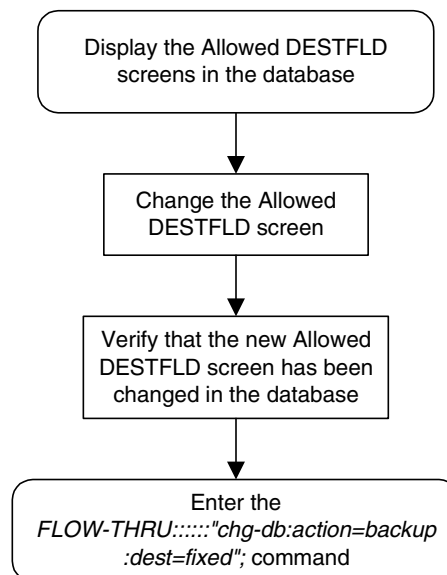 Display the Allowed DESTFLD
screens in the database
Change the Allowed
DESTFLD screen
Verify that the new Allowed
DESTFLD screen has been
changed in the database
Enter the
FLOW-THRU::::::"chg-db:action=backup
:dest=fixed"; command